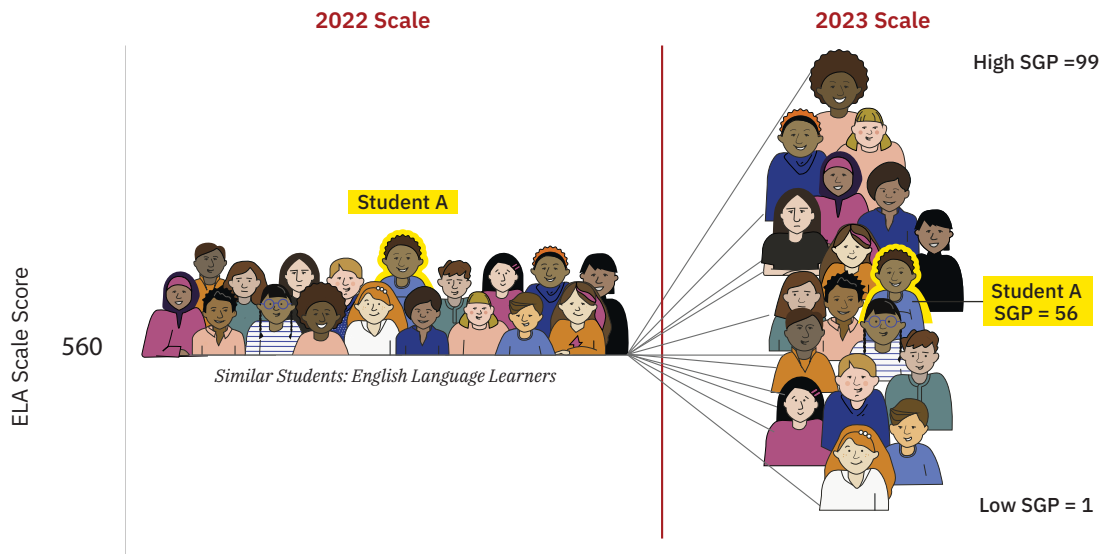 2022 Scale
2023 Scale
High SGP =99
Student A
ELA Scale Score
560
Student A
SGP = 56
Similar Students: English Language Learners
Low SGP = 1